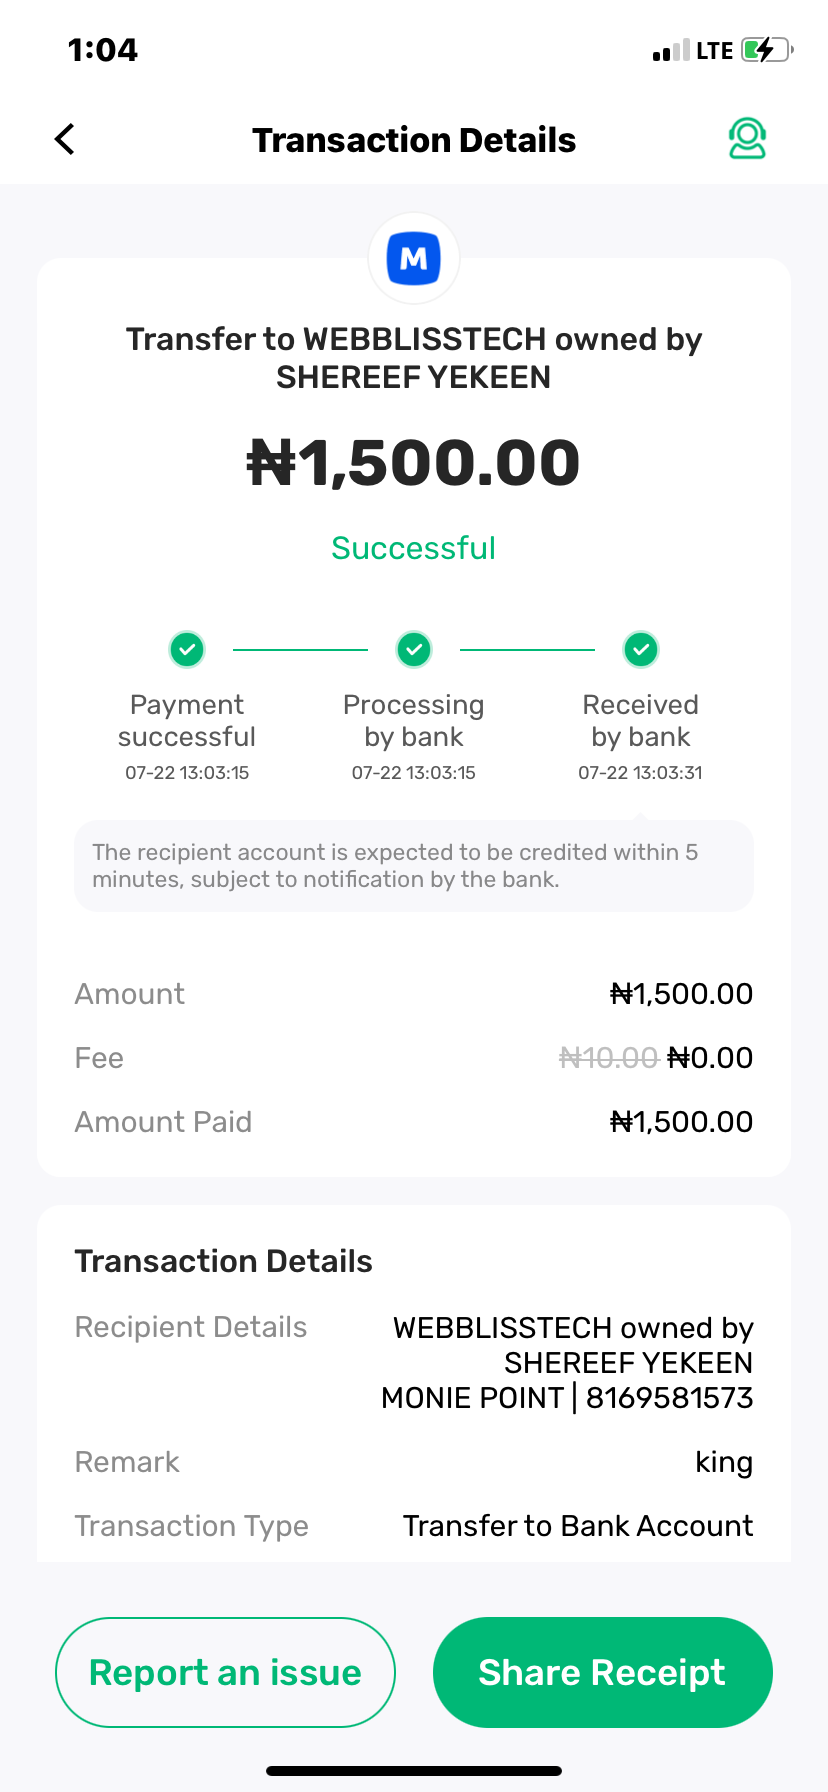 1:04
LTE
Transaction Details
M
Transfer to WEBBLISSTECH owned by
SHEREEF YEKEEN
₦1,500.00
Successful
Payment
successful
07-22 13:03:15
Processing
by bank
07-22 13:03:15
Received
by bank
07-22 13:03:31
The recipient account is expected to be credited within 5
minutes, subject to notification by the bank.
Amount ₦1,500.00
Fee ₦10.00 ₦0.00
Amount Paid ₦1,500.00
Transaction Details
Recipient Details WEBBLISSTECH owned by
SHEREEF YEKEEN
MONIE POINT | 8169581573
Remark king
Transaction Type Transfer to Bank Account
Report an issue Share Receipt